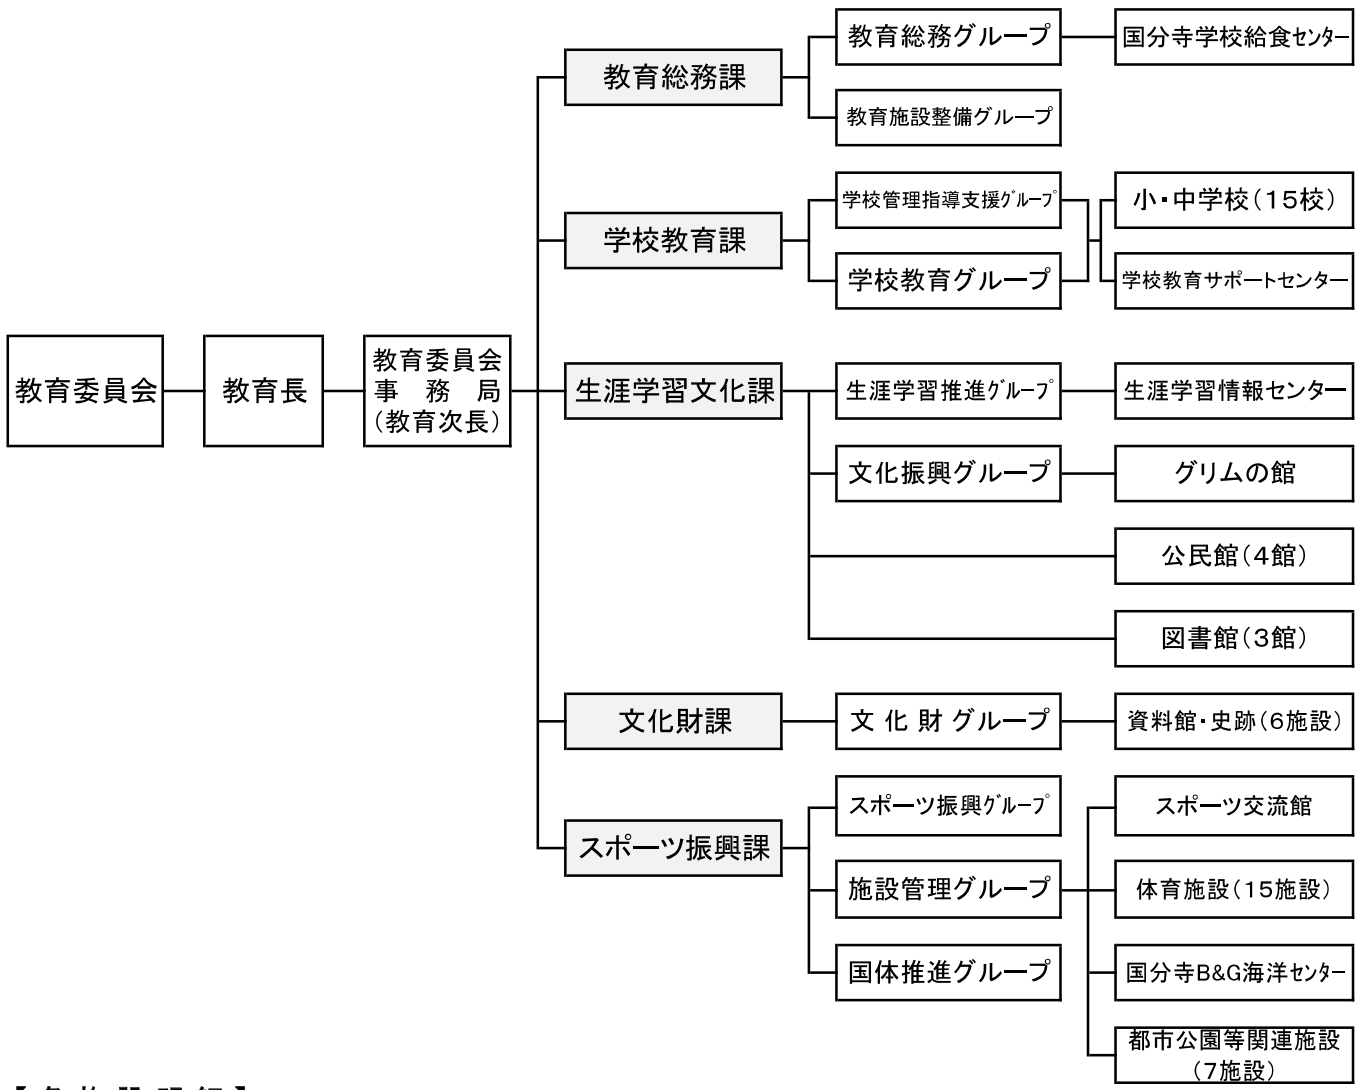 教育委員会
教育長
教育委員会
事務局
(教育次長)
教育総務課
教育総務グループ
国分寺学校給食センター
教育施設整備グループ
学校教育課
学校管理指導支援グループ
小・中学校(15校)
学校教育グループ
学校教育サポートセンター
生涯学習文化課
生涯学習推進グループ
生涯学習情報センター
文化振興グループ
グリムの館
公民館(4館)
図書館(3館)
文化財課
文化財グループ
資料館・史跡(6施設)
スポーツ振興課
スポーツ振興グループ
スポーツ交流館
施設管理グループ
体育施設(15施設)
国体推進グループ
国分寺B&G海洋センター
都市公園等関連施設
(7施設)